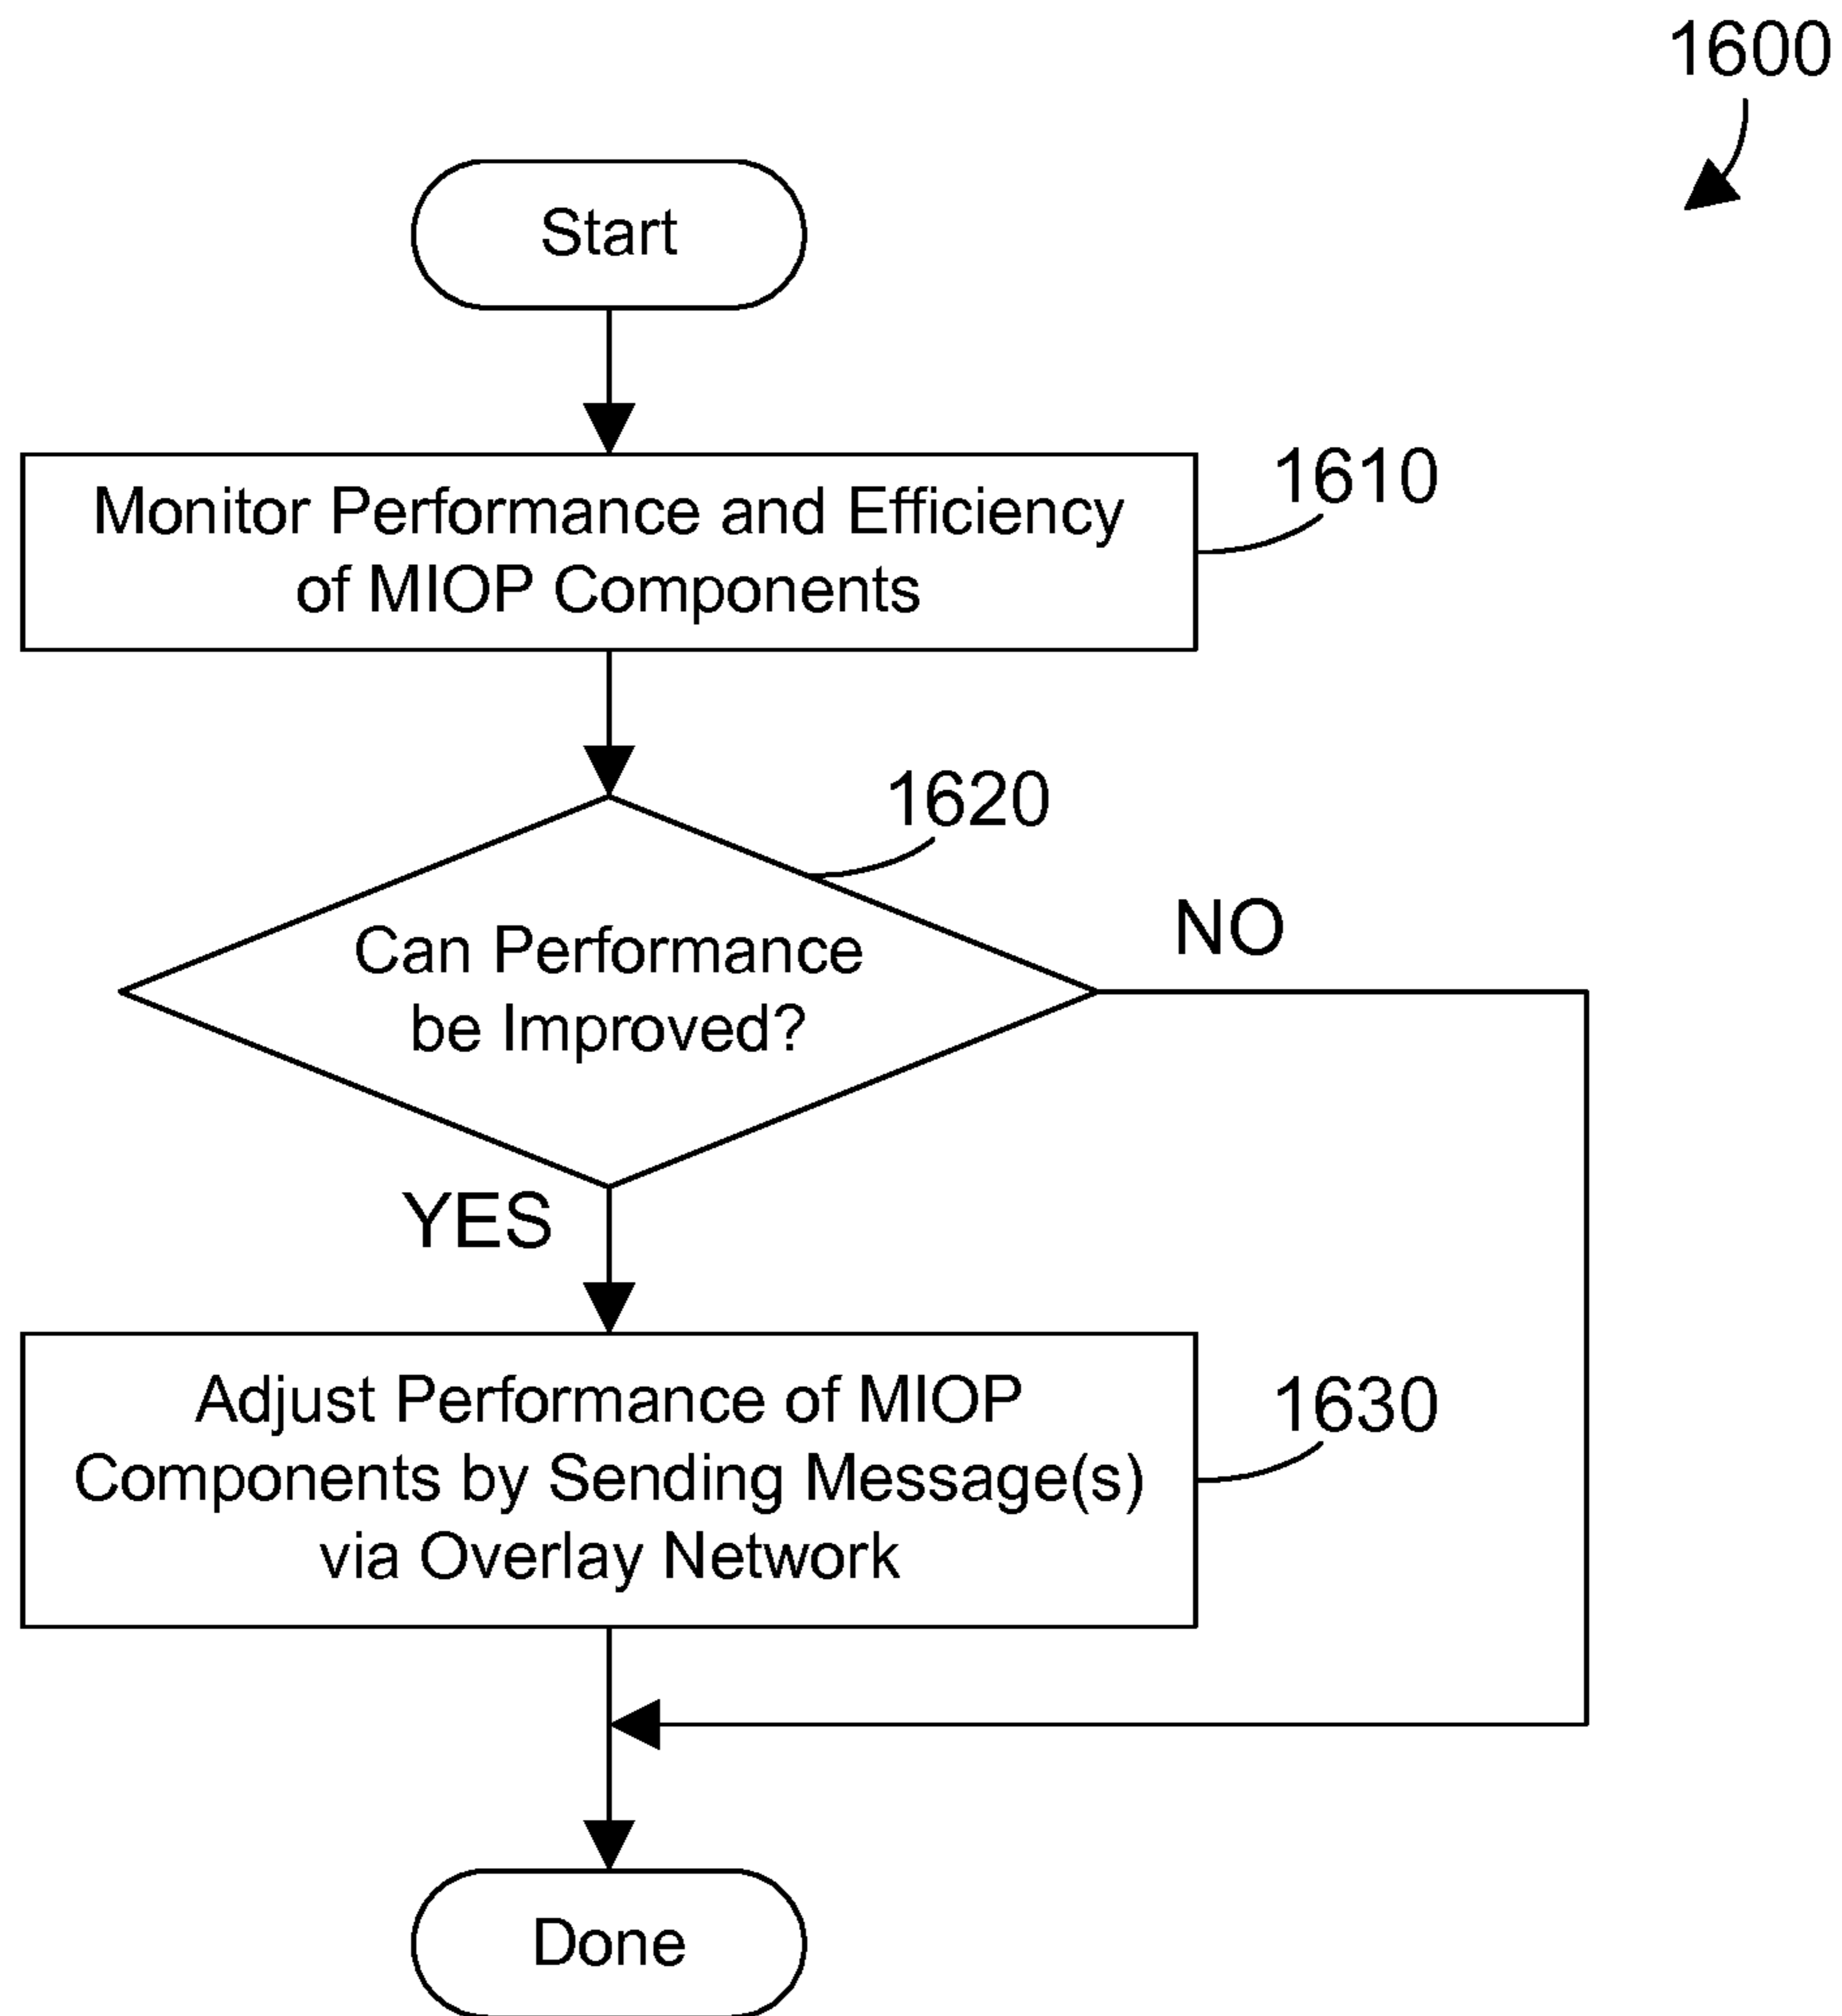 1600
Start
Monitor Performance and Efficiency
of MIOP Components
1610
1620
Can Performance
be Improved?
NO
YES
Adjust Performance of MIOP
Components by Sending Message(s)
via Overlay Network
1630
Done